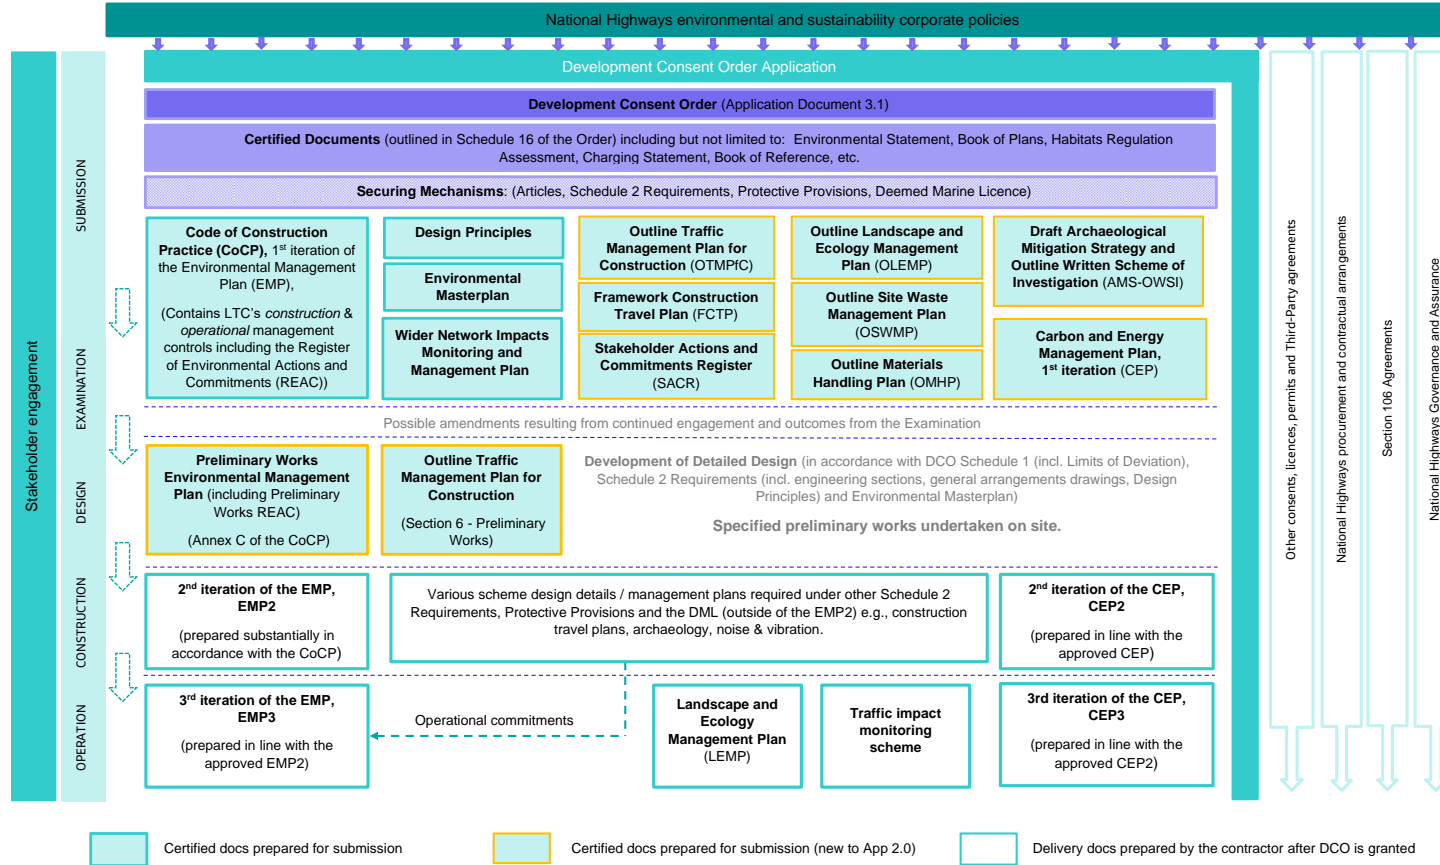 National Highways environmental and sustainability corporate policies
Development Consent Order Application
Development Consent Order (Application Document 3.1)
Certified Documents (outlined in Schedule 16 of the Order) including but not limited to: Environmental Statement, Book of Plans, Habitats Regulation
Assessment, Charging Statement, Book of Reference, etc.
Securing Mechanisms: (Articles, Schedule 2 Requirements, Protective Provisions, Deemed Marine Licence)
Stakeholder engagement
SUBMISSION
EXAMINATION
DESIGN
CONSTRUCTION
OPERATION
Code of Construction
Practice (CoCP), 1st iteration of
the Environmental Management
Plan (EMP),
(Contains LTC's construction &
operational management
controls including the Register
of Environmental Actions and
Commitments (REAC))
Design Principles
Environmental
Masterplan
Wider Network Impacts
Monitoring and
Management Plan
Outline Traffic
Management Plan for
Construction (OTMPfC)
Framework Construction
Travel Plan (FCTP)
Stakeholder Actions and
Commitments Register
(SACR)
Outline Landscape and
Ecology Management
Plan (OLEMP)
Outline Site Waste
Management Plan
(OSWMP)
Outline Materials
Handling Plan (OMHP)
Draft Archaeological
Mitigation Strategy and
Outline Written Scheme of
Investigation (AMS-OWSI)
Carbon and Energy
Management Plan,
1st iteration (CEP)
Possible amendments resulting from continued engagement and outcomes from the Examination
Preliminary Works
Environmental Management
Plan (including Preliminary
Works REAC)
(Annex C of the CoCP)
Outline Traffic
Management Plan for
Construction
(Section 6 - Preliminary
Works)
Development of Detailed Design (in accordance with DCO Schedule 1 (incl. Limits of Deviation),
Schedule 2 Requirements (incl. engineering sections, general arrangements drawings, Design
Principles) and Environmental Masterplan)
Specified preliminary works undertaken on site.
2nd iteration of the EMP,
EMP2
(prepared substantially in
accordance with the CoCP)
Various scheme design details / management plans required under other Schedule 2
Requirements, Protective Provisions and the DML (outside of the EMP2) e.g., construction
travel plans, archaeology, noise & vibration.
2nd iteration of the CEP,
CEP2
(prepared in line with the
approved CEP)
3rd iteration of the EMP,
EMP3
(prepared in line with the
approved EMP2)
Operational commitments
Landscape and
Ecology
Management Plan
(LEMP)
Traffic impact
monitoring
scheme
3rd iteration of the CEP,
CEP3
(prepared in line with the
approved CEP2)
Other consents, licences, permits and Third-Party agreements
National Highways procurement and contractual arrangements
Section 106 Agreements
National Highways Governance and Assurance
Certified docs prepared for submission
Certified docs prepared for submission (new to App 2.0)
Delivery docs prepared by the contractor after DCO is granted